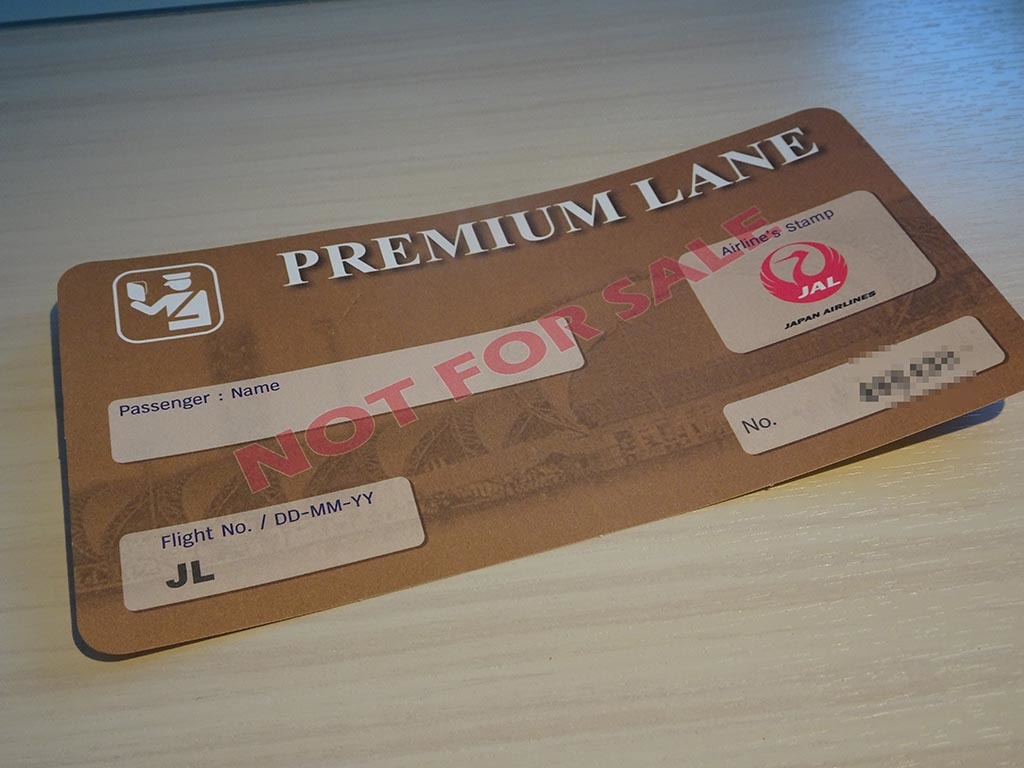 PREMIUM LANE
NOT FOR SALE
Airline's Stamp
JAL
JAPAN AIRLINES
Passenger : Name
No.
Flight No. / DD-MM-YY
JL